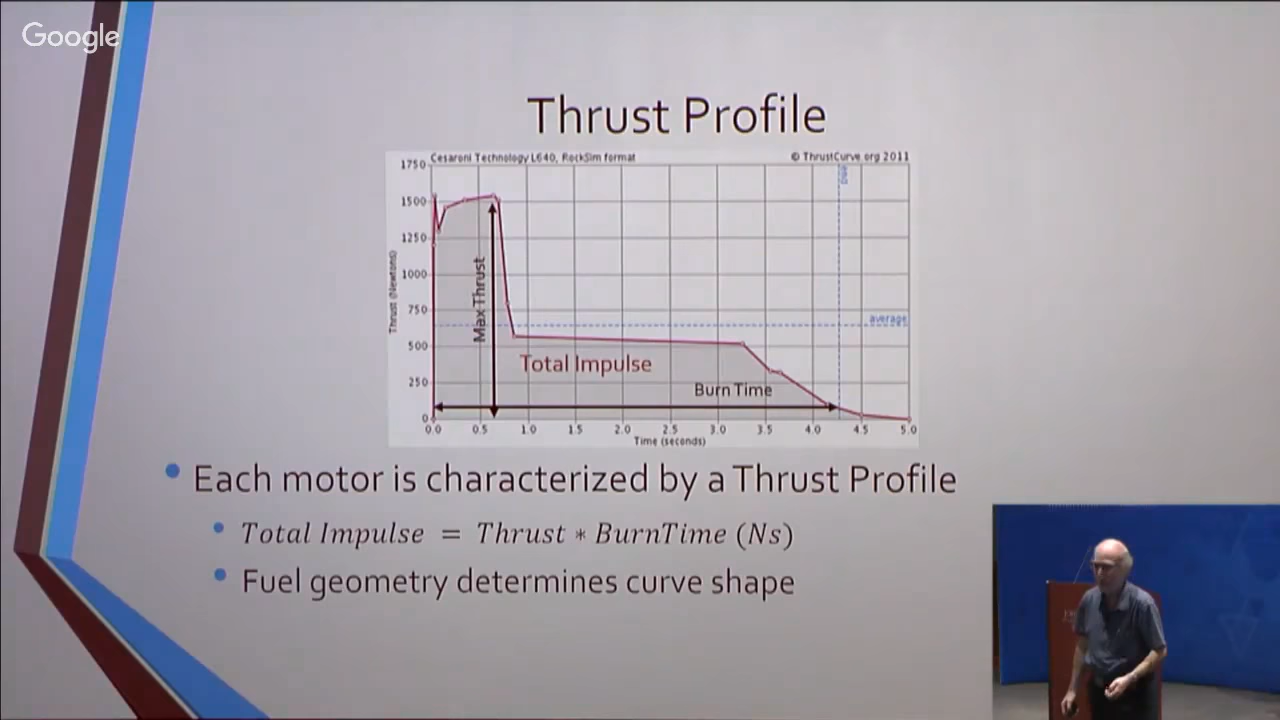 Google
Thrust Profile
Cesaroni Technology L640, RockSim format
© ThrustCurve.org 2011
1750
1500
1250
1000
750
500
250
0
Thrust (Newtons)
Max Thrust
end
average
Total Impulse
Burn Time
0.0 0.5 1.0 1.5 2.0 2.5 3.0 3.5 4.0 4.5 5.0
Time (seconds)
• Each motor is characterized by a Thrust Profile
• Total Impulse = Thrust * BurnTime (Ns)
• Fuel geometry determines curve shape